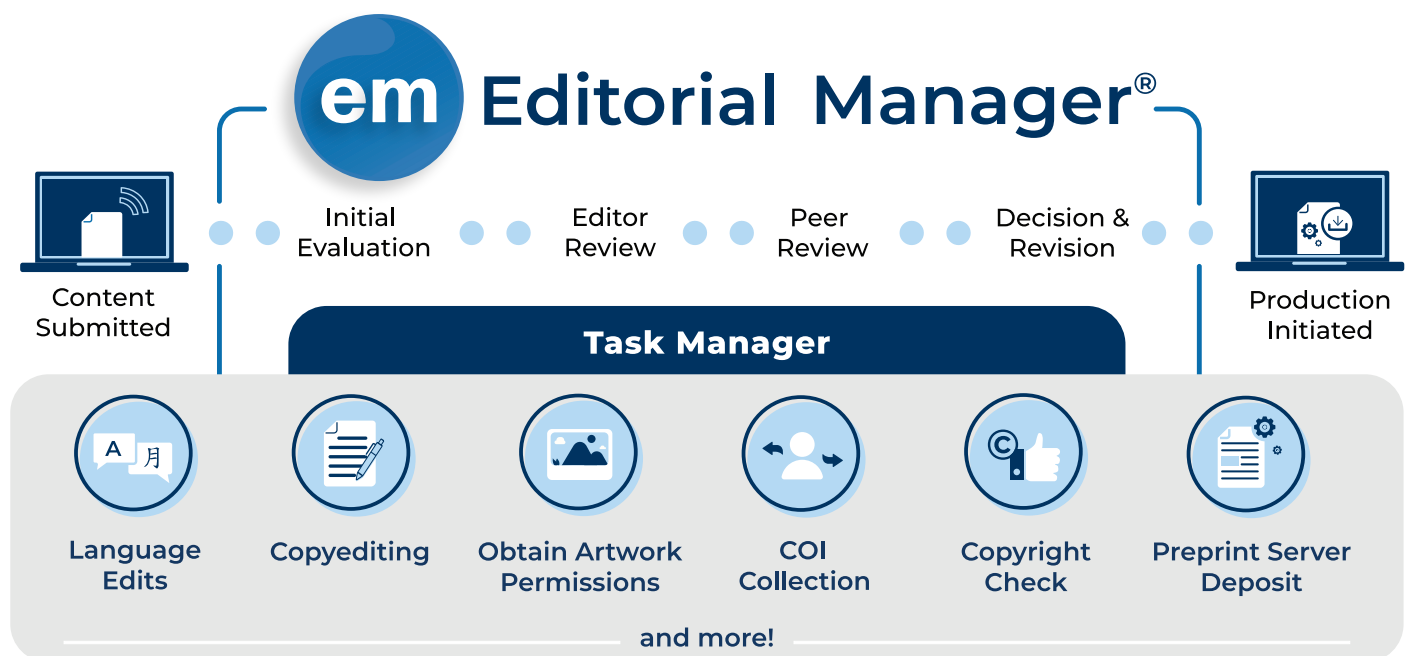 em Editorial Manager®
Initial
Evaluation
Editor
Review
Peer
Review
Decision &
Revision
Content
Submitted
Production
Initiated
Task Manager
A 月
©
Language
Edits
Copyediting
Obtain Artwork
Permissions
COI
Collection
Copyright
Check
Preprint Server
Deposit
and more!